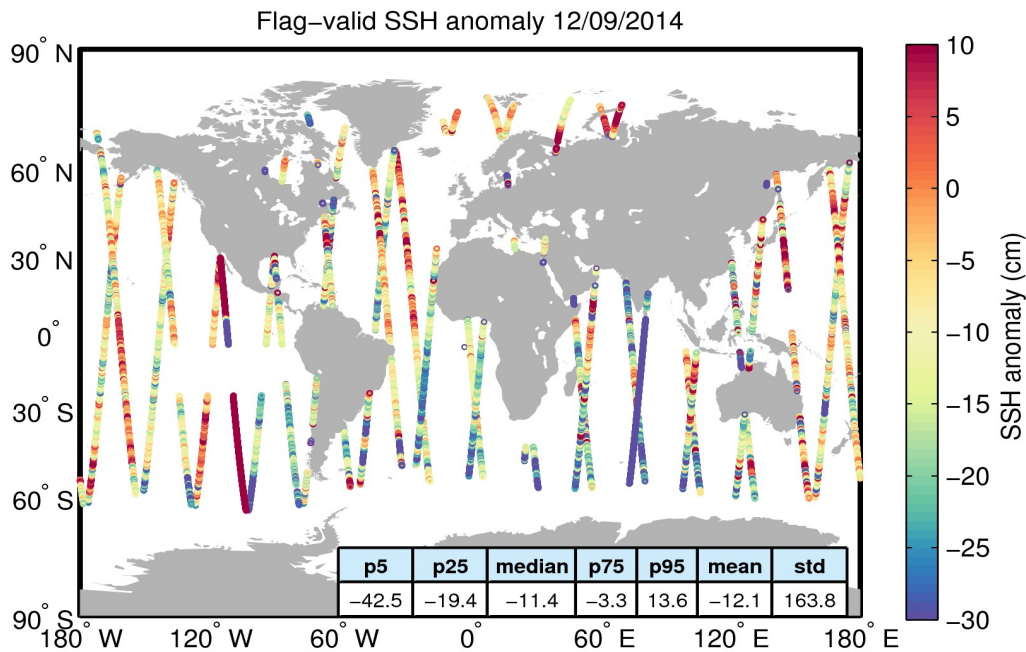 Flag−valid SSH anomaly 12/09/2014
90° N
60° N
30° N
0°
30° S
60° S
90° S
180° W 120° W 60° W 0° 60° E 120° E 180° E
p5 p25 median p75 p95 mean std
−42.5 −19.4 −11.4 −3.3 13.6 −12.1 163.8
10
5
0
−5
−10
−15
−20
−25
−30
SSH anomaly (cm)